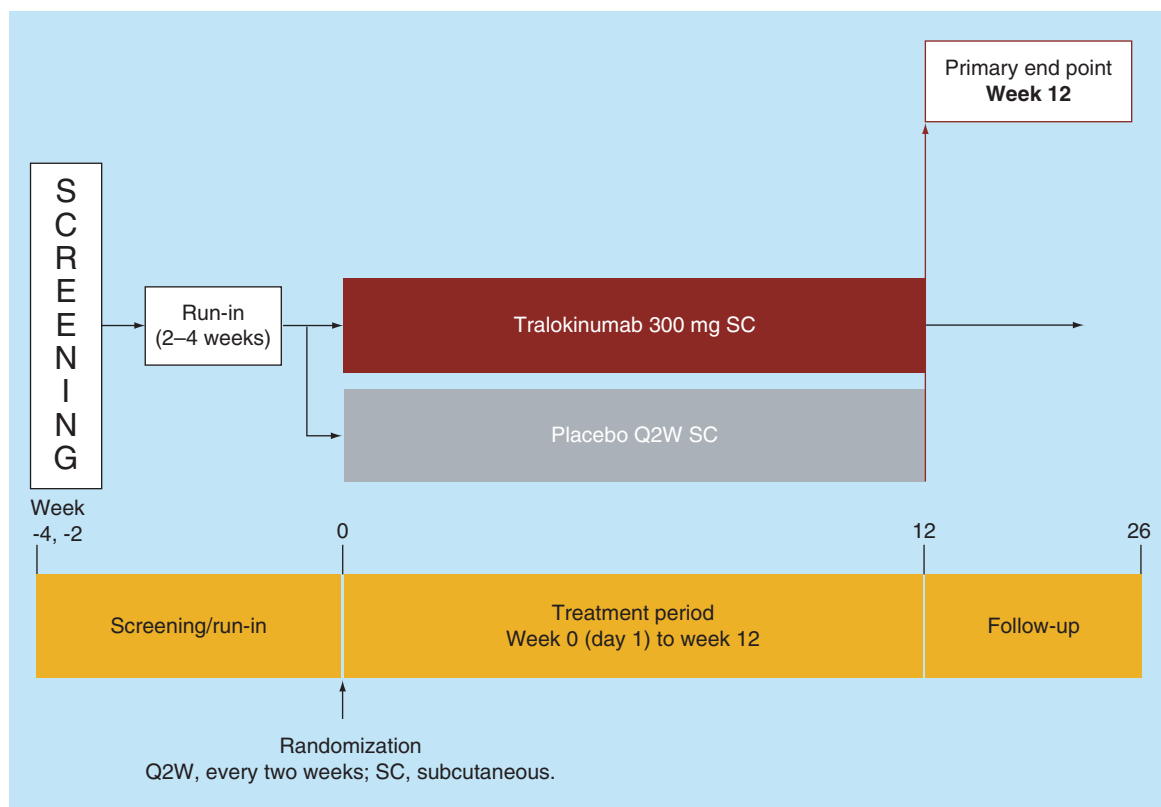 Primary end point
Week 12
SCREENING
Run-in
(2–4 weeks)
Tralokinumab 300 mg SC
Placebo Q2W SC
Week
-4, -2
0
12
26
Screening/run-in
Treatment period
Week 0 (day 1) to week 12
Follow-up
Randomization
Q2W, every two weeks; SC, subcutaneous.